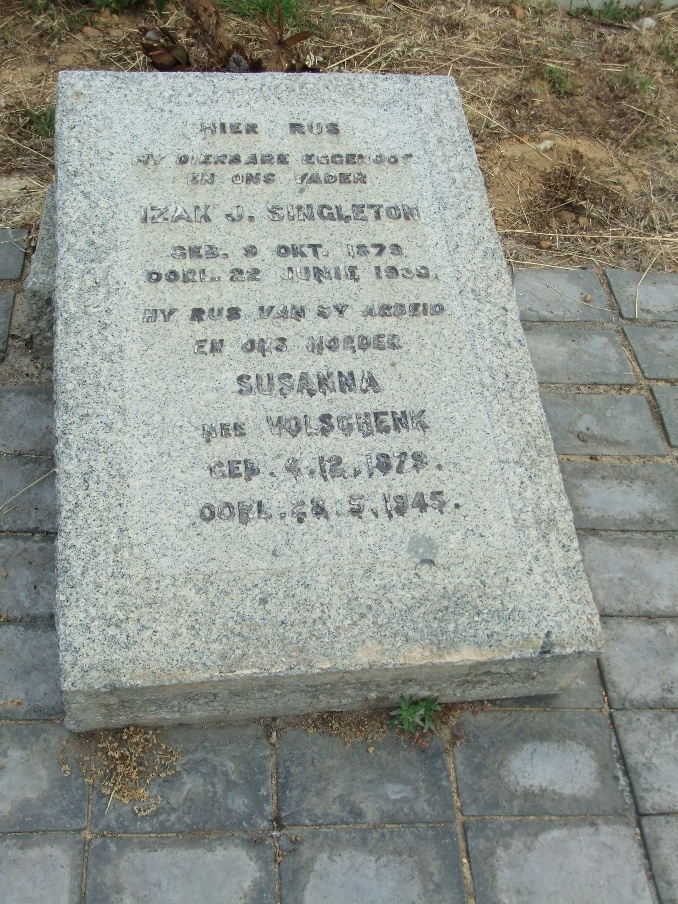 HIER RUS
MY DIERBARE EGGENOOT
EN ONS VADER
IZAK J. SINGLETON
GEB. 9 OKT. 1879
OORL. 22 JUNIE
HY RUS VAN SY ARBEID
EN ONS MOEDER
SUSANNA
NEE VOLSCHENK
GEB. 4.12.1879.
OORL. 28.5.1945.